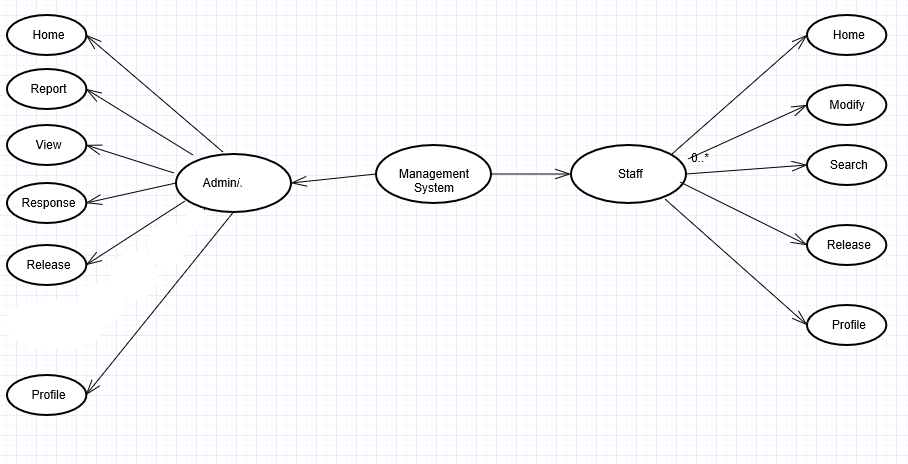 Home
Report
View
Response
Release
Profile
Admin/.
Management
System
Staff
0..*
Home
Modify
Search
Release
Profile